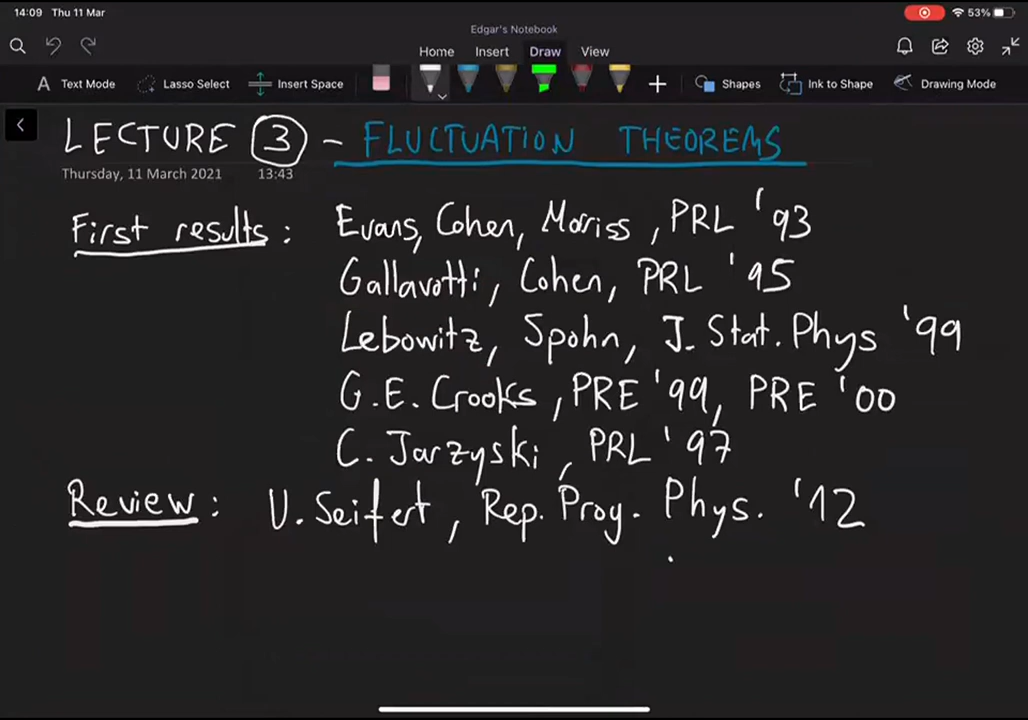 14:09 Thu 11 Mar 53%
Edgar's Notebook
Home Insert Draw View
A Text Mode Lasso Select Insert Space Shapes Ink to Shape Drawing Mode
LECTURE 3 - FLUCTUATION THEOREMS
Thursday, 11 March 2021 13:43
First results: Evans, Cohen, Morriss, PRL '93
Gallavotti, Cohen, PRL '95
Lebowitz, Spohn, J. Stat. Phys '99
G.E. Crooks, PRE '99, PRE '00
C. Jarzyski, PRL '97
Review: U. Seifert, Rep. Prog. Phys. '12